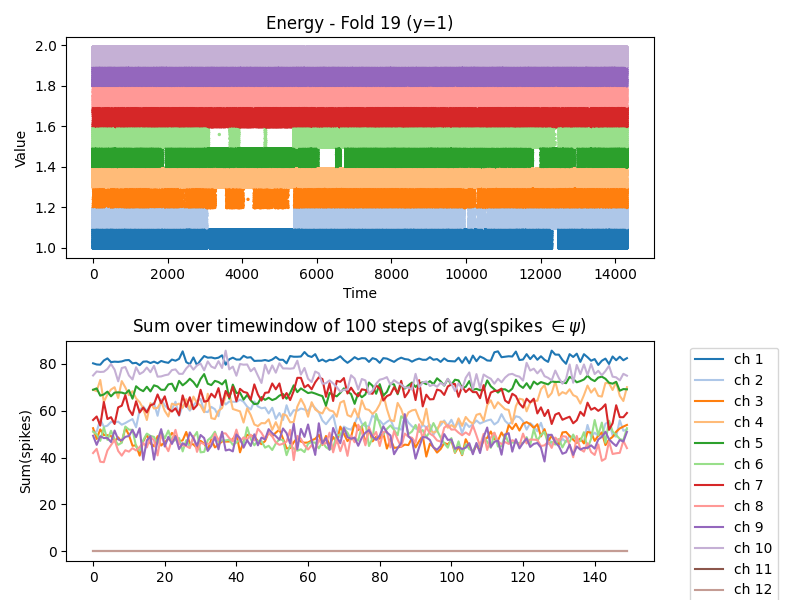 Energy - Fold 19 (y=1)
2.0
1.8
1.6
1.4
1.2
1.0
Value
0 2000 4000 6000 8000 10000 12000 14000
Time
Sum over timewindow of 100 steps of avg(spikes ∈ ψ)
80
60
40
20
0
Sum(spikes)
0 20 40 60 80 100 120 140
ch 1
ch 2
ch 3
ch 4
ch 5
ch 6
ch 7
ch 8
ch 9
ch 10
ch 11
ch 12